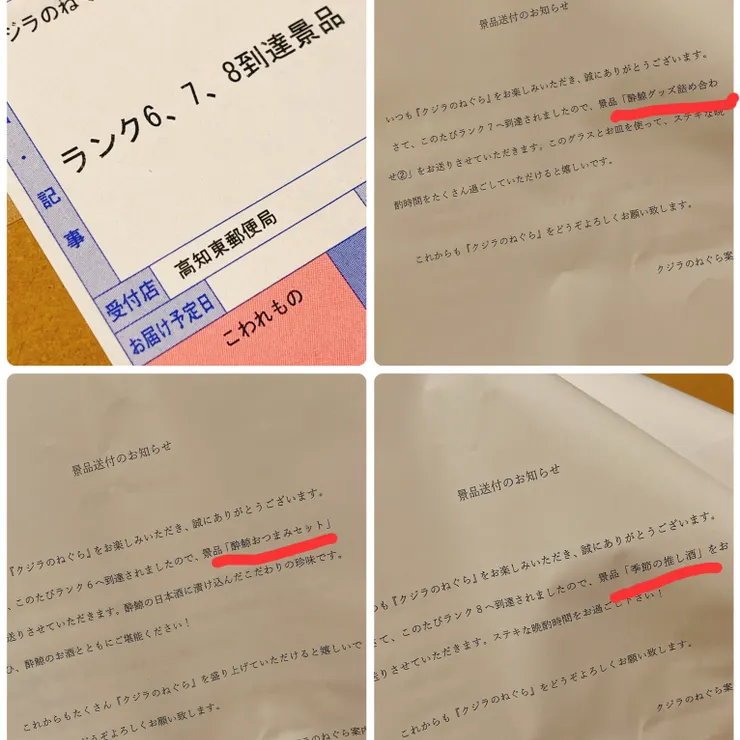 ジラのねぐ
ランク6、7、8到達景品
・記事
受付店
高知東郵便局
お届け予定日
こわれもの
景品送付のお知らせ
いつも『クジラのねぐら』をお楽しみいただき、誠にありがとうございます。
さて、このたびランク7へ到達されましたので、景品「酔鯨グッズ詰め合わ
せ②」をお送りさせていただきます。このグラスとお皿を使って、ステキな晩
酌時間をたくさん過ごしていただけると嬉しいです。
これからも『クジラのねぐら』をどうぞよろしくお願い致します。
クジラのねぐら案
景品送付のお知らせ
『クジラのねぐら』をお楽しみいただき、誠にありがとうございます。
、このたびランク6へ到達されましたので、景品「酔鯨おつまみセット」
送りさせていただきます。酔鯨の日本酒に漬け込んだこだわりの珍味です。
ひ、酔鯨のお酒とともにご堪能ください！
これからもたくさん『クジラのねぐら』を盛り上げていただけると嬉しいで
どうぞよろしくお願い致します。
クジラのねぐら案内
景品送付のお知らせ
つも『クジラのねぐら』をお楽しみいただき、誠にありがとうございます。
さて、このたびランク8へ到達されましたので、景品「季節の推し酒」をお
送りさせていただきます。ステキな晩酌時間をお過ごし下さい！
これからも『クジラのねぐら』をどうぞよろしくお願い致します。
クジラのねぐら案